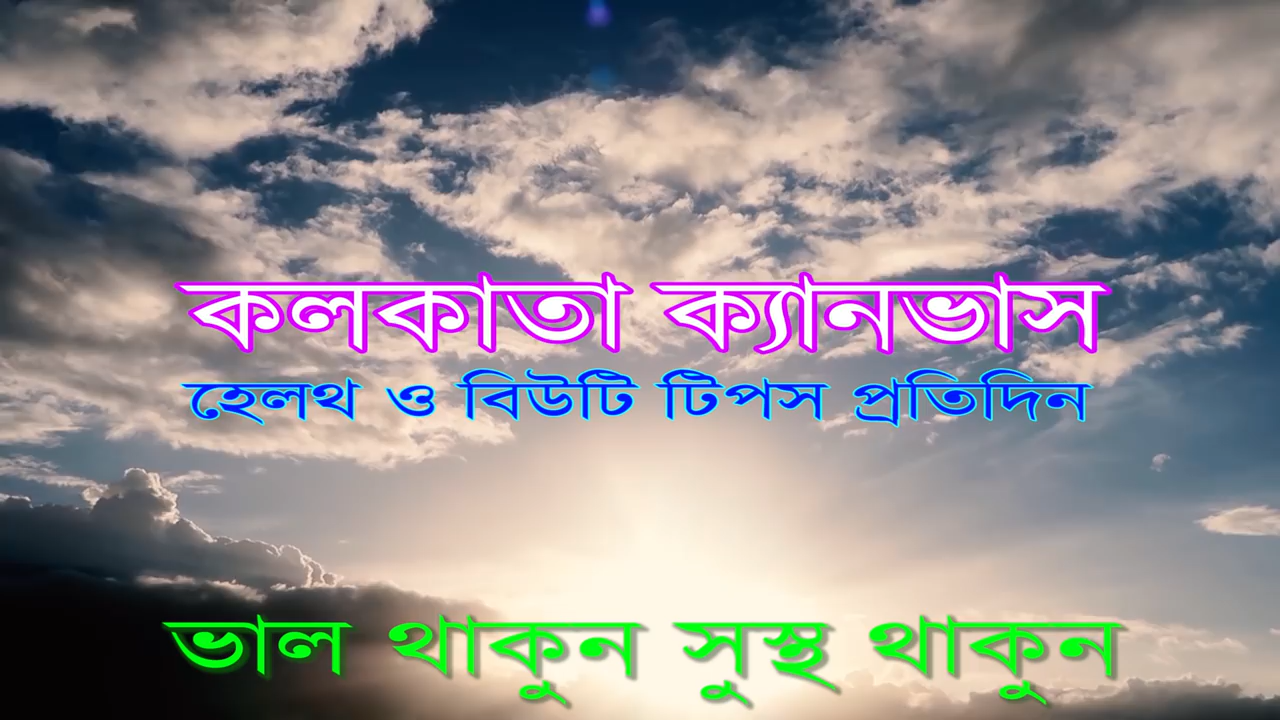 কলকাতা ক্যানভাস
হেলথ ও বিউটি টিপস প্রতিদিন
ভাল থাকুন সুস্থ থাকুন